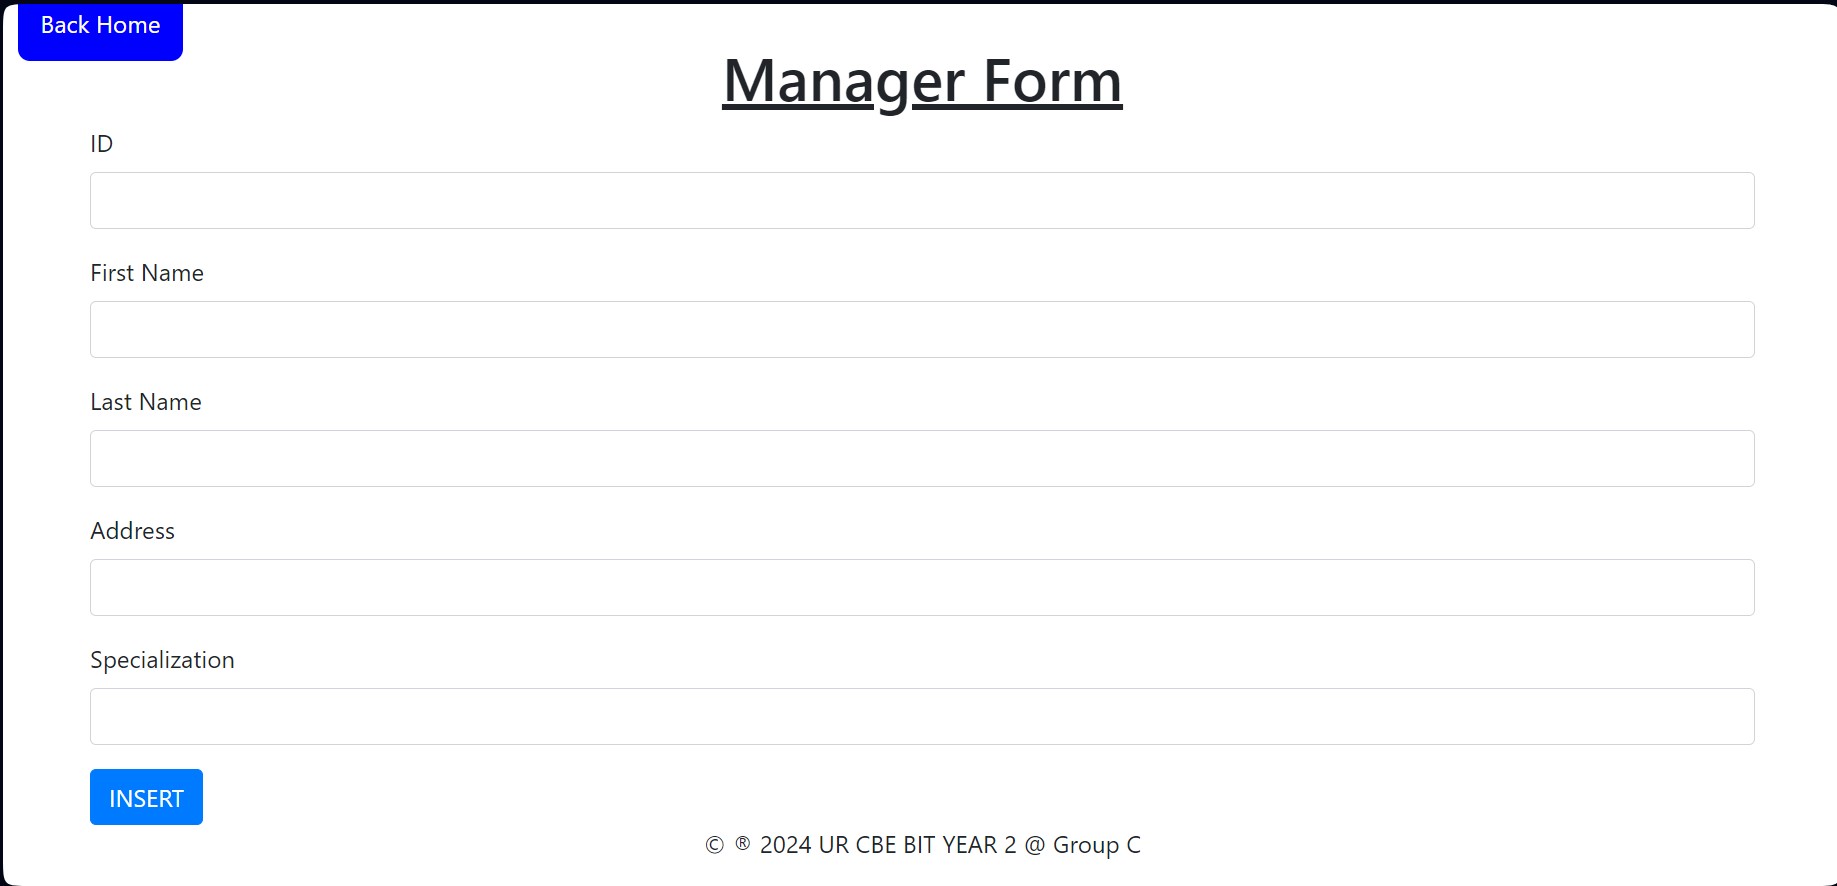 Back Home
Manager Form
ID
First Name
Last Name
Address
Specialization
INSERT
© ® 2024 UR CBE BIT YEAR 2 @ Group C